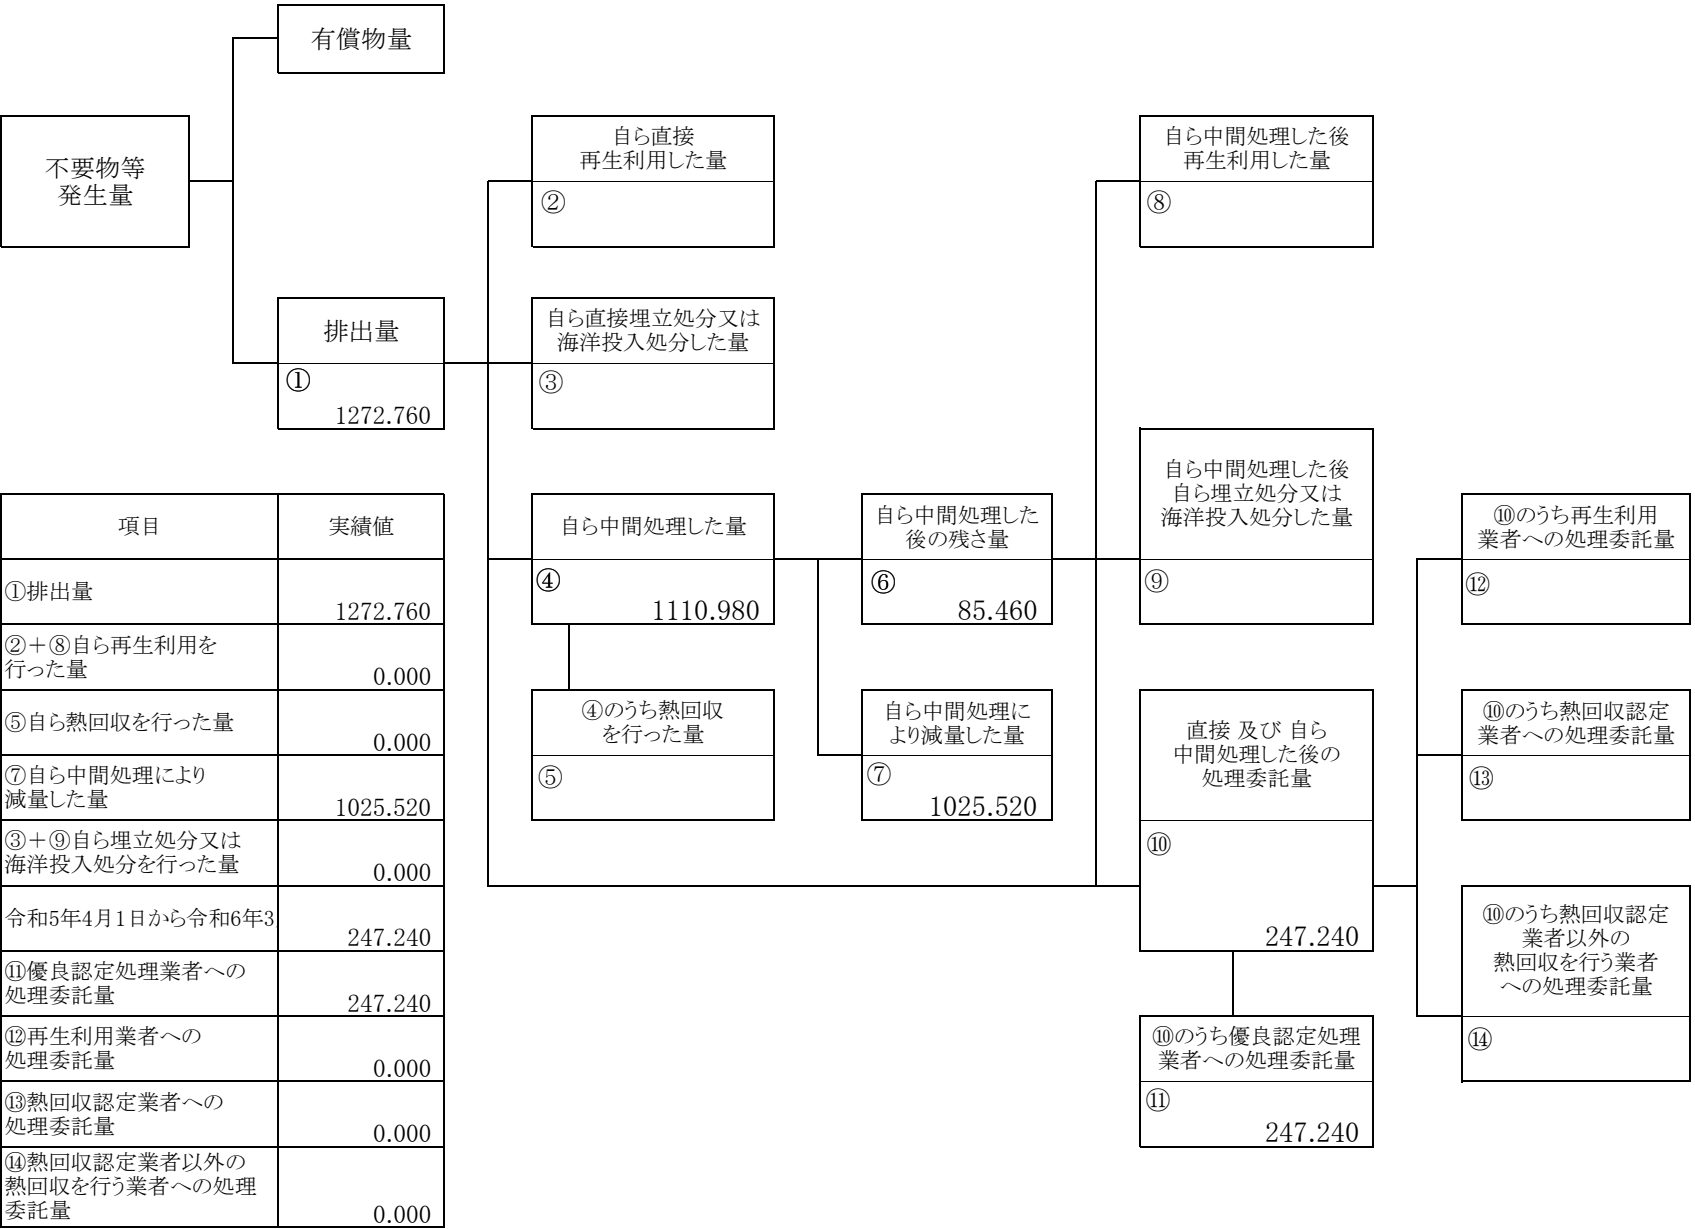 有償物量
不要物等
発生量
自ら直接
再生利用した量
②
自ら中間処理した後
再生利用した量
⑧
排出量
①
1272.760
自ら直接埋立処分又は
海洋投入処分した量
③
自ら中間処理した量
④
1110.980
自ら中間処理した
後の残さ量
⑥
85.460
自ら中間処理した後
自ら埋立処分又は
海洋投入処分した量
⑨
⑩のうち再生利用
業者への処理委託量
⑫
④のうち熱回収
を行った量
⑤
自ら中間処理に
より減量した量
⑦
1025.520
直接 及び 自ら
中間処理した後の
処理委託量
⑩
247.240
⑩のうち熱回収認定
業者への処理委託量
⑬
⑩のうち熱回収認定
業者以外の
熱回収を行う業者
への処理委託量
⑭
⑩のうち優良認定処理
業者への処理委託量
⑪
247.240
項目
実績値
①排出量
1272.760
②＋⑧自ら再生利用を
行った量
0.000
⑤自ら熱回収を行った量
0.000
⑦自ら中間処理により
減量した量
1025.520
③＋⑨自ら埋立処分又は
海洋投入処分を行った量
0.000
令和5年4月1日から令和6年3
247.240
⑪優良認定処理業者への
処理委託量
247.240
⑫再生利用業者への
処理委託量
0.000
⑬熱回収認定業者への
処理委託量
0.000
⑭熱回収認定業者以外の
熱回収を行う業者への処理
委託量
0.000